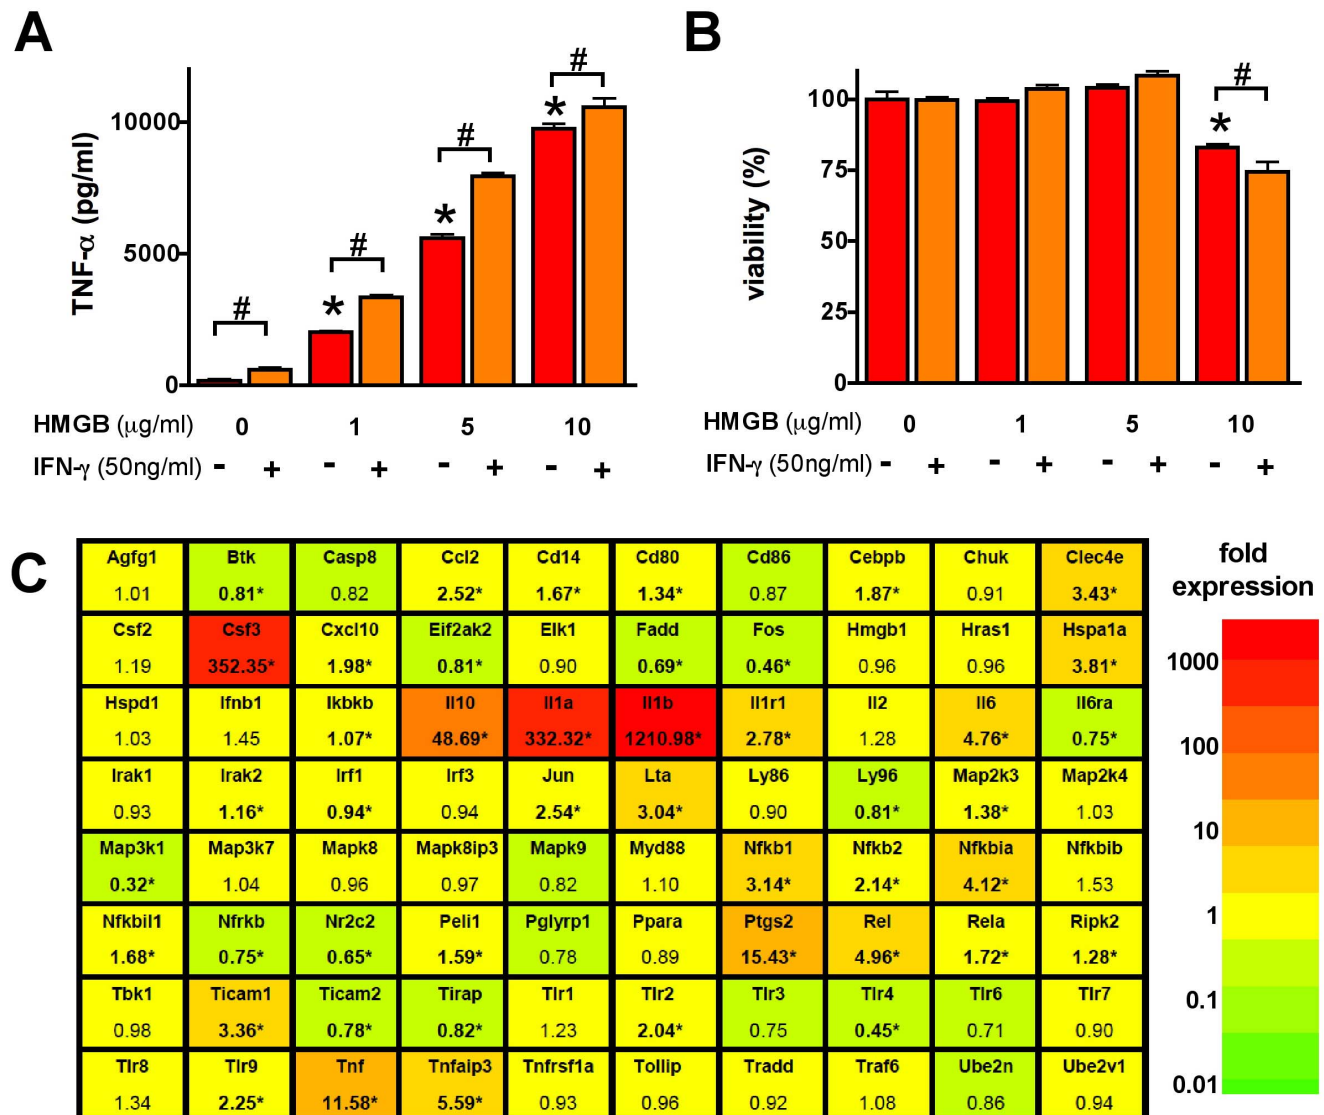 A
TNF-α (pg/ml)
10000
5000
0
#
#
#
#
*
*
*
HMGB (μg/ml) 0 1 5 10
IFN-γ (50ng/ml) - + - + - + - +
B
viability (%)
100
75
50
25
0
#
*
HMGB (μg/ml) 0 1 5 10
IFN-γ (50ng/ml) - + - + - + - +
C
Agfg1 Btk Casp8 Ccl2 Cd14 Cd80 Cd86 Cebpb Chuk Clec4e
1.01 0.81* 0.82 2.52* 1.67* 1.34* 0.87 1.87* 0.91 3.43*
Csf2 Csf3 Cxcl10 Eif2ak2 Elk1 Fadd Fos Hmgb1 Hras1 Hspa1a
1.19 352.35* 1.98* 0.81* 0.90 0.69* 0.46* 0.96 0.96 3.81*
Hspd1 Ifnb1 Ikbkb Il10 Il1a Il1b Il1r1 Il2 Il6 Il6ra
1.03 1.45 1.07* 48.69* 332.32* 1210.98* 2.78* 1.28 4.76* 0.75*
Irak1 Irak2 Irf1 Irf3 Jun Lta Ly86 Ly96 Map2k3 Map2k4
0.93 1.16* 0.94* 0.94 2.54* 3.04* 0.90 0.81* 1.38* 1.03
Map3k1 Map3k7 Mapk8 Mapk8ip3 Mapk9 Myd88 Nfkb1 Nfkb2 Nfkbia Nfkbib
0.32* 1.04 0.96 0.97 0.82 1.10 3.14* 2.14* 4.12* 1.53
Nfkbil1 Nfrkb Nr2c2 Peli1 Pglyrp1 Ppara Ptgs2 Rel Rela Ripk2
1.68* 0.75* 0.65* 1.59* 0.78 0.89 15.43* 4.96* 1.72* 1.28*
Tbk1 Ticam1 Ticam2 Tirap Tlr1 Tlr2 Tlr3 Tlr4 Tlr6 Tlr7
0.98 3.36* 0.78* 0.82* 1.23 2.04* 0.75 0.45* 0.71 0.90
Tlr8 Tlr9 Tnf Tnfaip3 Tnfrsf1a Tollip Tradd Traf6 Ube2n Ube2v1
1.34 2.25* 11.58* 5.59* 0.93 0.96 0.92 1.08 0.86 0.94
fold
expression
1000
100
10
1
0.1
0.01